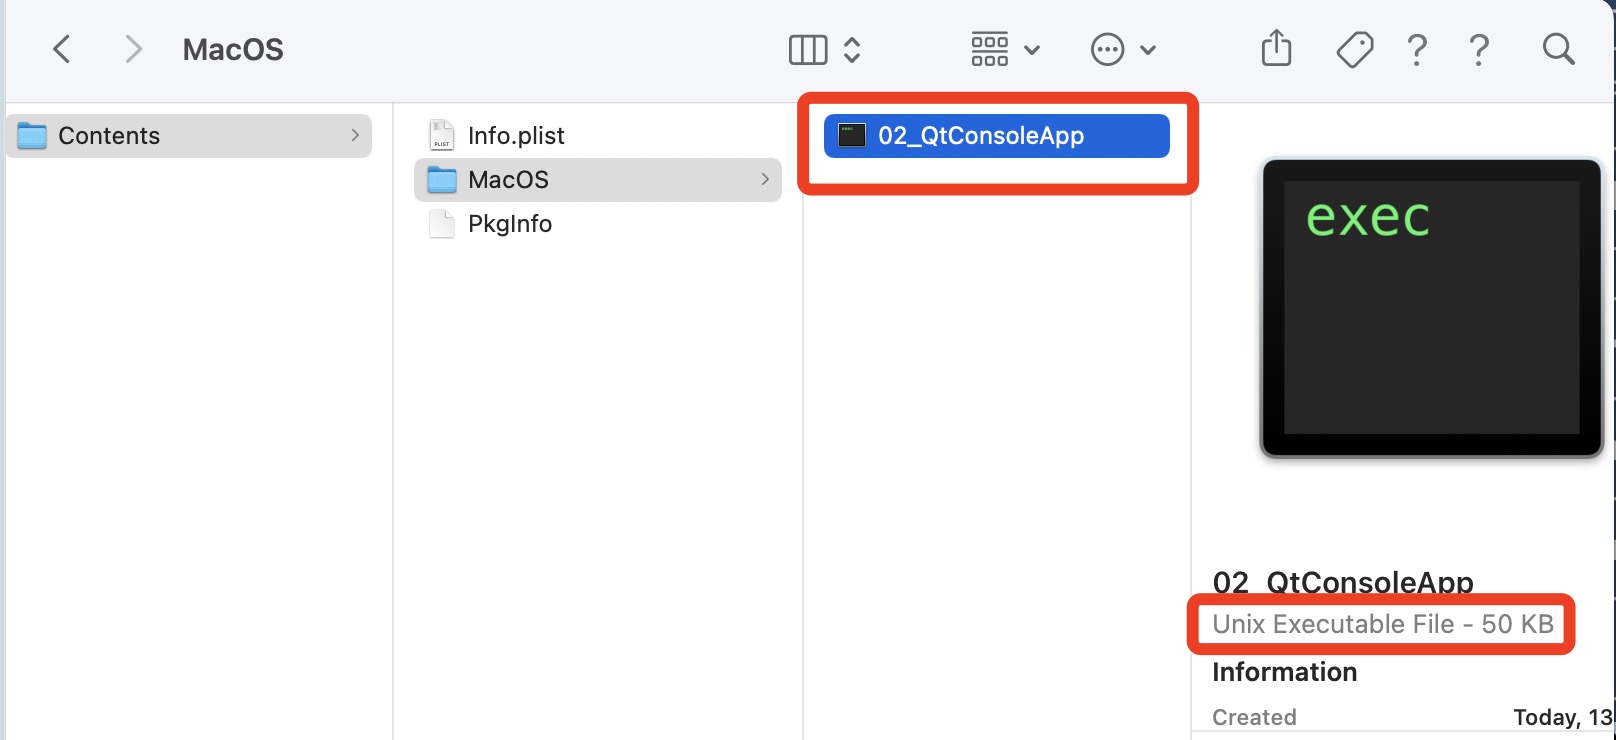 MacOS
Contents
Info.plist
MacOS
PkgInfo
02_QtConsoleApp
exec
02_QtConsoleApp
Unix Executable File - 50 KB
Information
Created Today, 13